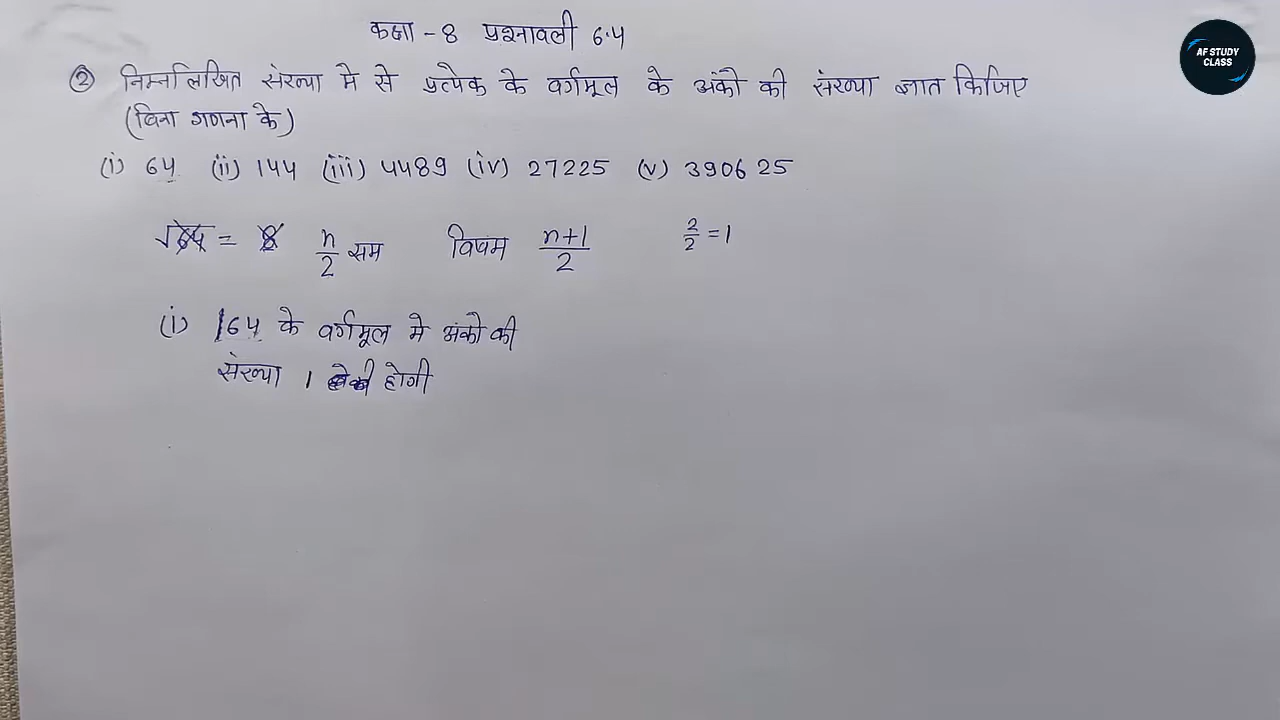 कक्षा - 8 प्रश्नावली 6.4
AF STUDY
CLASS
② निम्नलिखित संख्या मे से प्रत्येक के वर्गमूल के अंको की संख्या ज्ञात किजिए
(बिना गणना के)
(i) 64 (ii) 144 (iii) 4489 (iv) 27225 (v) 390625
√64 = 8 n/2 सम विषम n+1/2 2/2 = 1
(i) 64 के वर्गमूल मे अंको की
संख्या 1 होगी